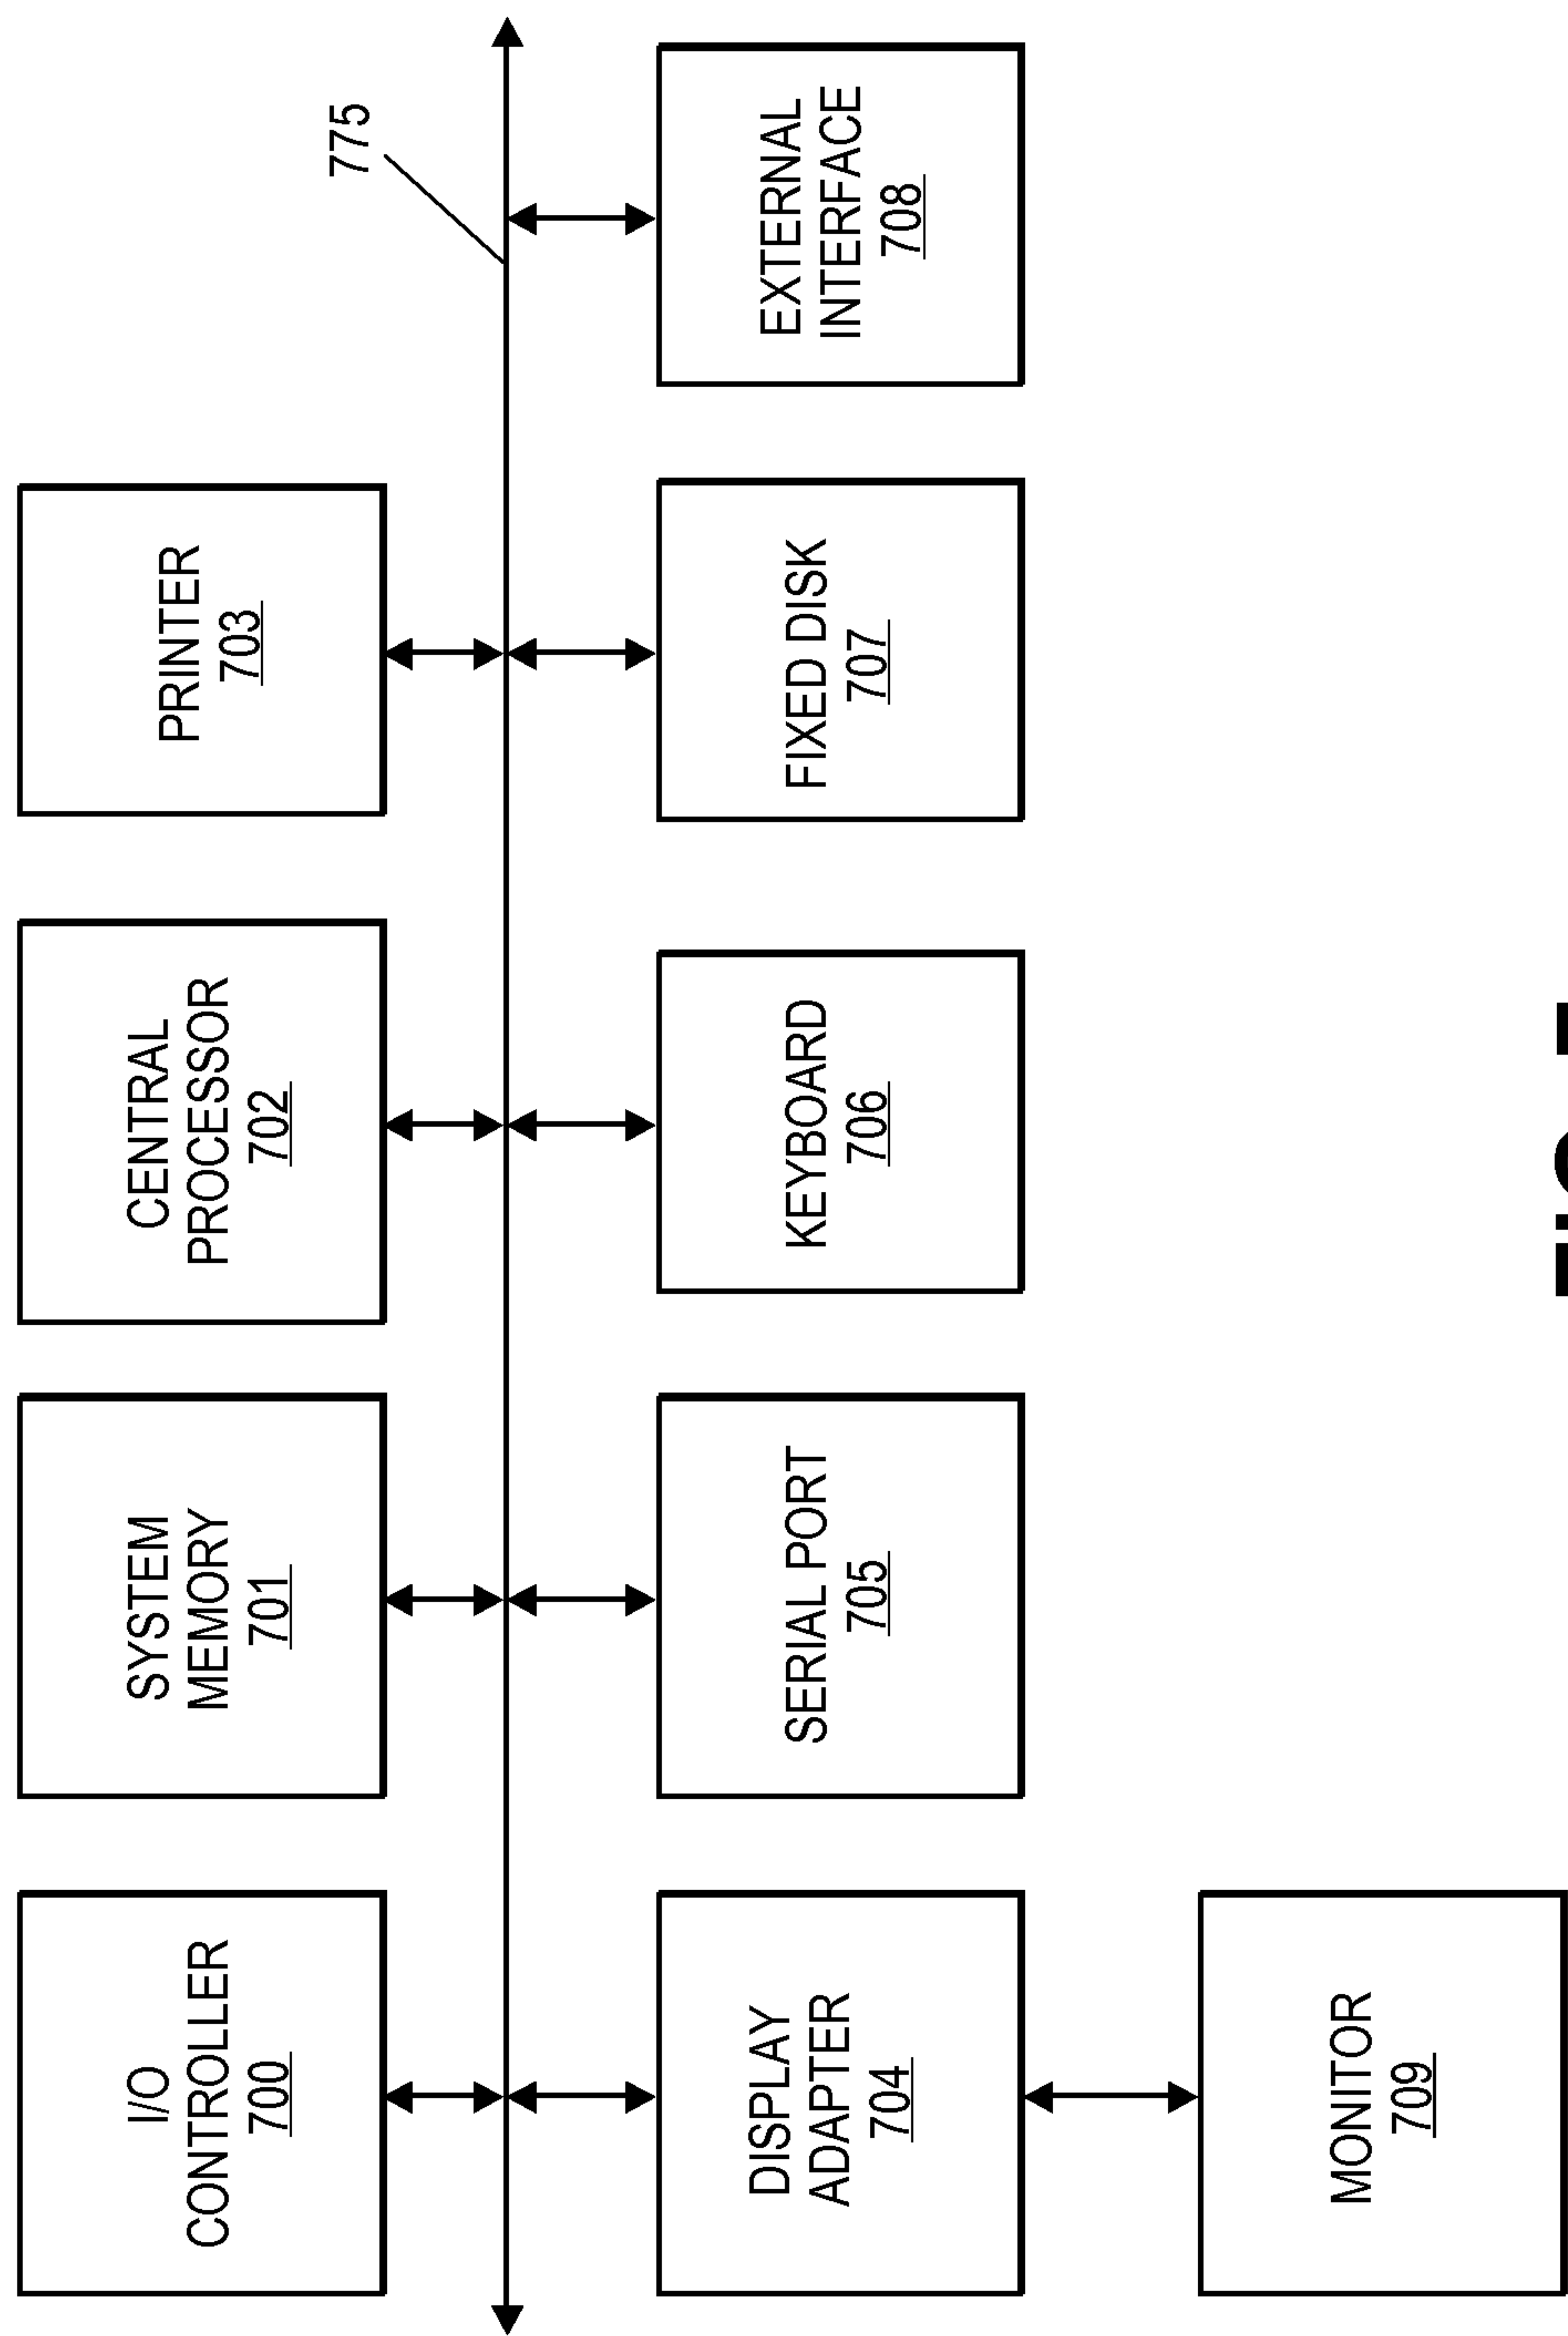 I/O
CONTROLLER
700
SYSTEM
MEMORY
701
CENTRAL
PROCESSOR
702
PRINTER
703
775
DISPLAY
ADAPTER
704
SERIAL PORT
705
KEYBOARD
706
FIXED DISK
707
EXTERNAL
INTERFACE
708
MONITOR
709